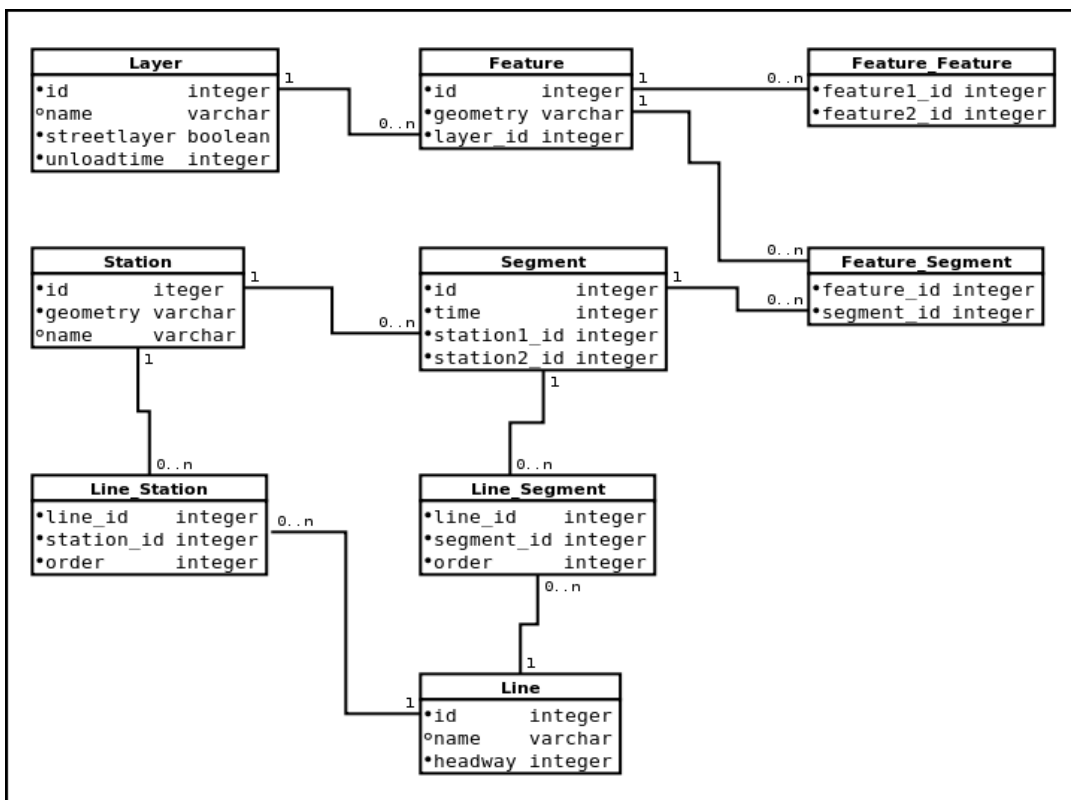 Layer
•id integer
○name varchar
•streetlayer boolean
•unloadtime integer
1
0..n
Feature
•id integer
•geometry varchar
•layer_id integer
1
1
0..n
Feature_Feature
•feature1_id integer
•feature2_id integer
Station
•id iteger
•geometry varchar
○name varchar
1
0..n
1
Segment
•id integer
•time integer
•station1_id integer
•station2_id integer
1
0..n
0..n
1
Feature_Segment
•feature_id integer
•segment_id integer
0..n
Line_Station
•line_id integer
•station_id integer
•order integer
0..n
0..n
Line_Segment
•line_id integer
•segment_id integer
•order integer
0..n
1
1
Line
•id integer
○name varchar
•headway integer